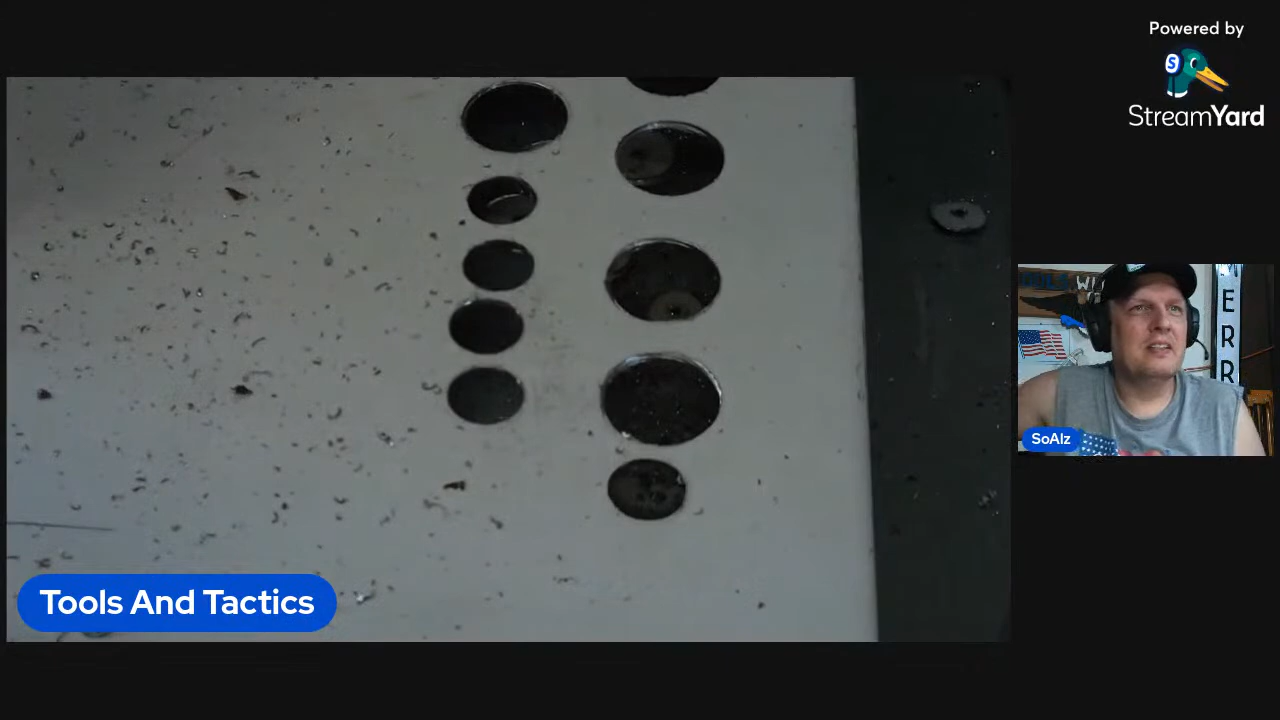 Powered by
StreamYard
Tools And Tactics
SoAlz
E
R
R